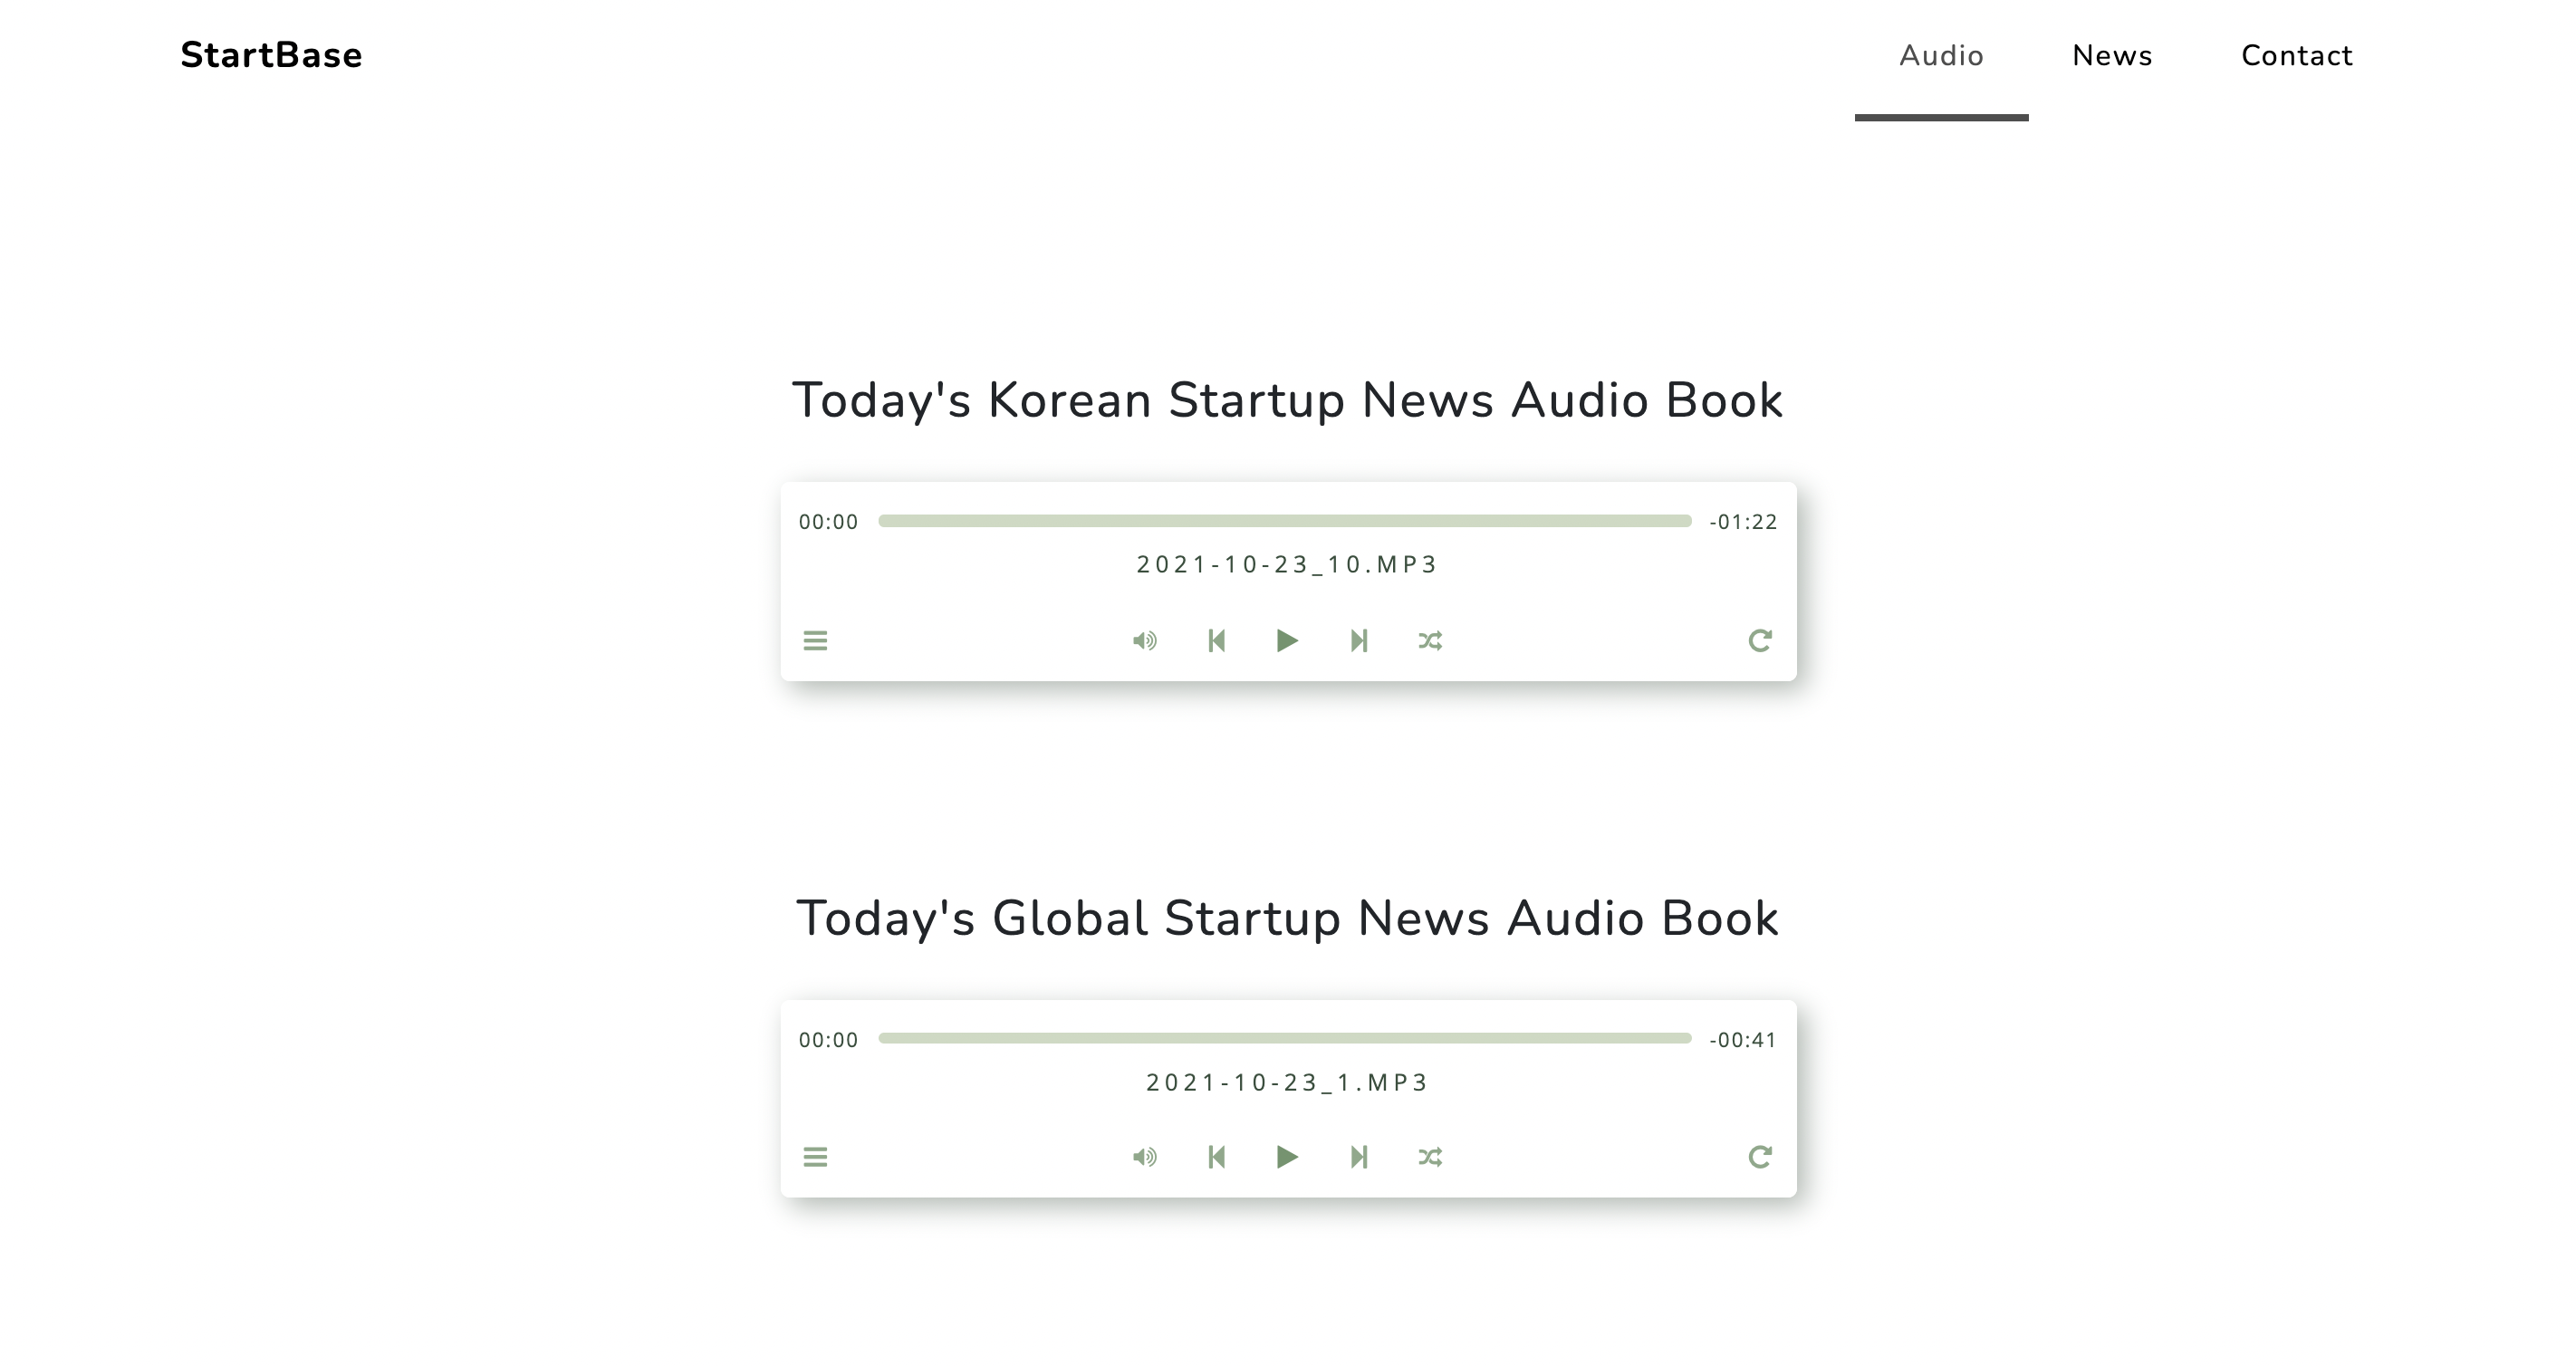 StartBase
Audio News Contact
Today's Korean Startup News Audio Book
00:00 -01:22
2021-10-23_10.MP3
Today's Global Startup News Audio Book
00:00 -00:41
2021-10-23_1.MP3